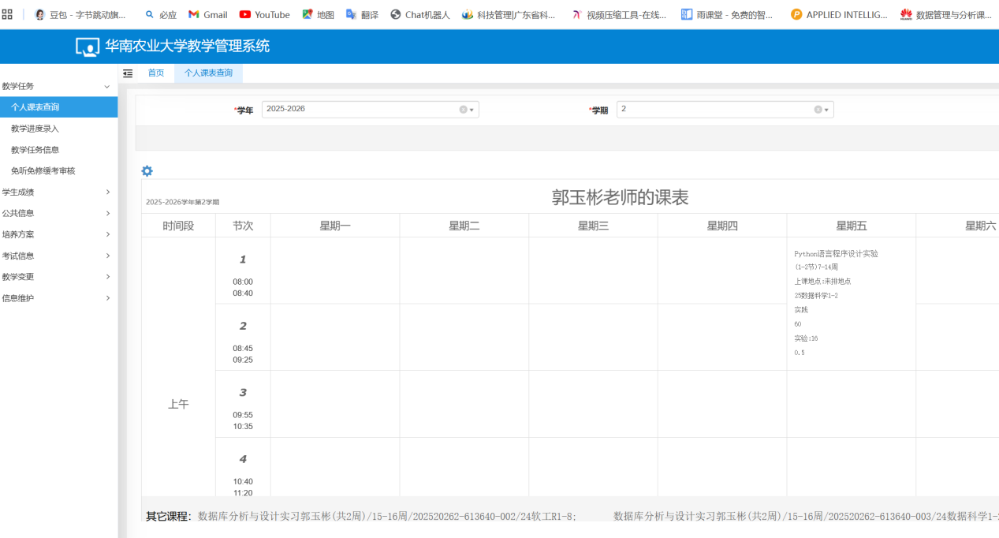 豆包 - 字节跳动旗... 必应 Gmail YouTube 地图 翻译 Chat机器人 科技管理|广东省科... 视频压缩工具-在线... 雨课堂 - 免费的智... APPLIED INTELLIG... 数据管理与分析课...
华南农业大学教学管理系统
首页 个人课表查询
教学任务
个人课表查询
教学进度录入
教学任务信息
免听免修缓考审核
学生成绩
公共信息
培养方案
考试信息
教学变更
信息维护
*学年 2025-2026 *学期 2
郭玉彬老师的课表
2025-2026学年第2学期
时间段 节次 星期一 星期二 星期三 星期四 星期五 星期六
上午
1
08:00
08:40
2
08:45
09:25
3
09:55
10:35
4
10:40
11:20
Python语言程序设计实验
(1-2节)7-14周
上课地点:未排地点
25数据科学1-2
实践
60
实验:16
0.5
其它课程: 数据库分析与设计实习郭玉彬(共2周)/15-16周/202520262-613640-002/24软工R1-8; 数据库分析与设计实习郭玉彬(共2周)/15-16周/202520262-613640-003/24数据科学1-